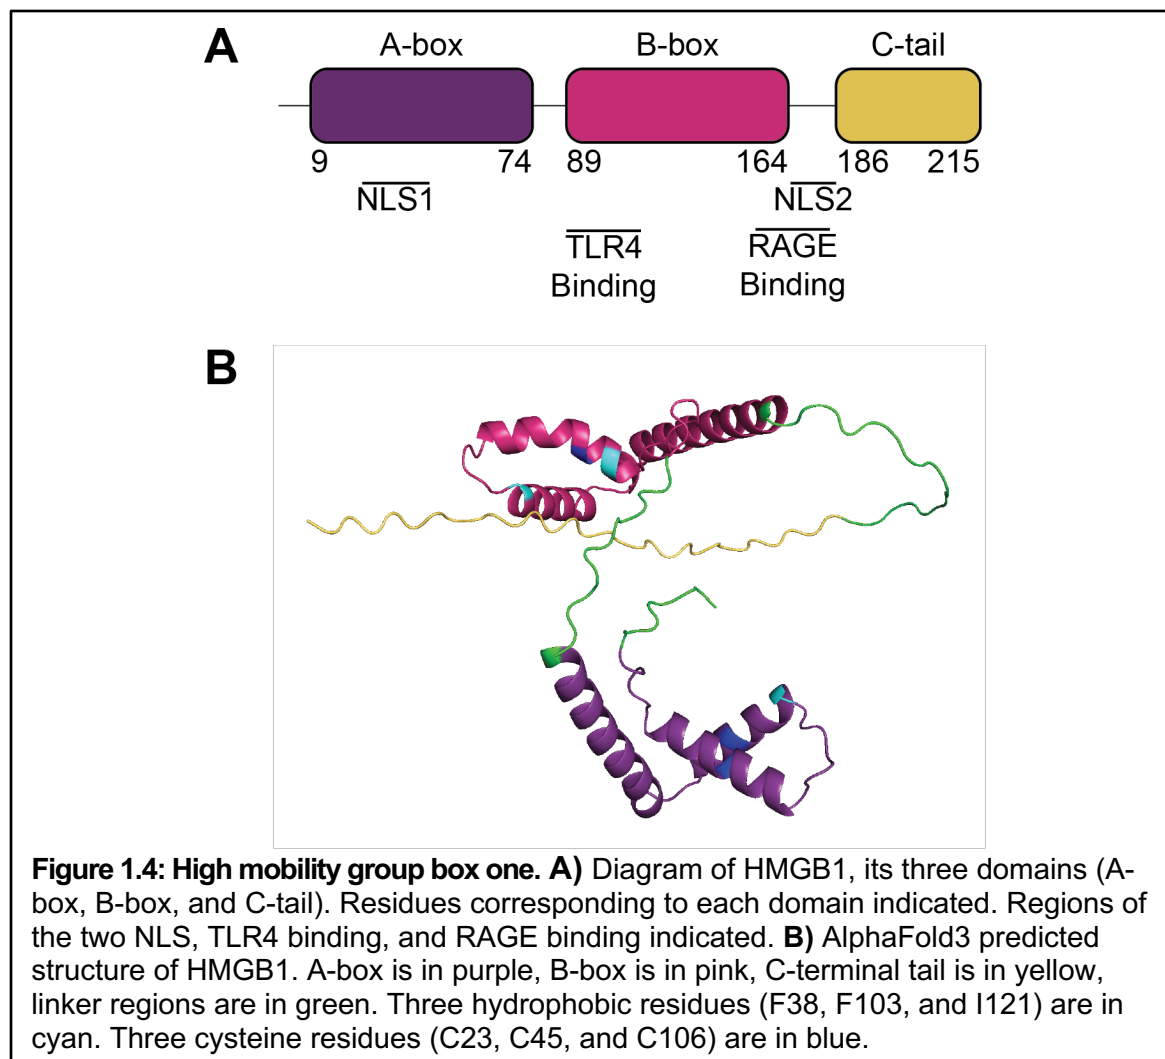 A
A-box B-box C-tail
9 74 89 164 186 215
NLS1 NLS2
TLR4 RAGE
Binding Binding
B
Figure 1.4: High mobility group box one. A) Diagram of HMGB1, its three domains (A-
box, B-box, and C-tail). Residues corresponding to each domain indicated. Regions of
the two NLS, TLR4 binding, and RAGE binding indicated. B) AlphaFold3 predicted
structure of HMGB1. A-box is in purple, B-box is in pink, C-terminal tail is in yellow,
linker regions are in green. Three hydrophobic residues (F38, F103, and I121) are in
cyan. Three cysteine residues (C23, C45, and C106) are in blue.